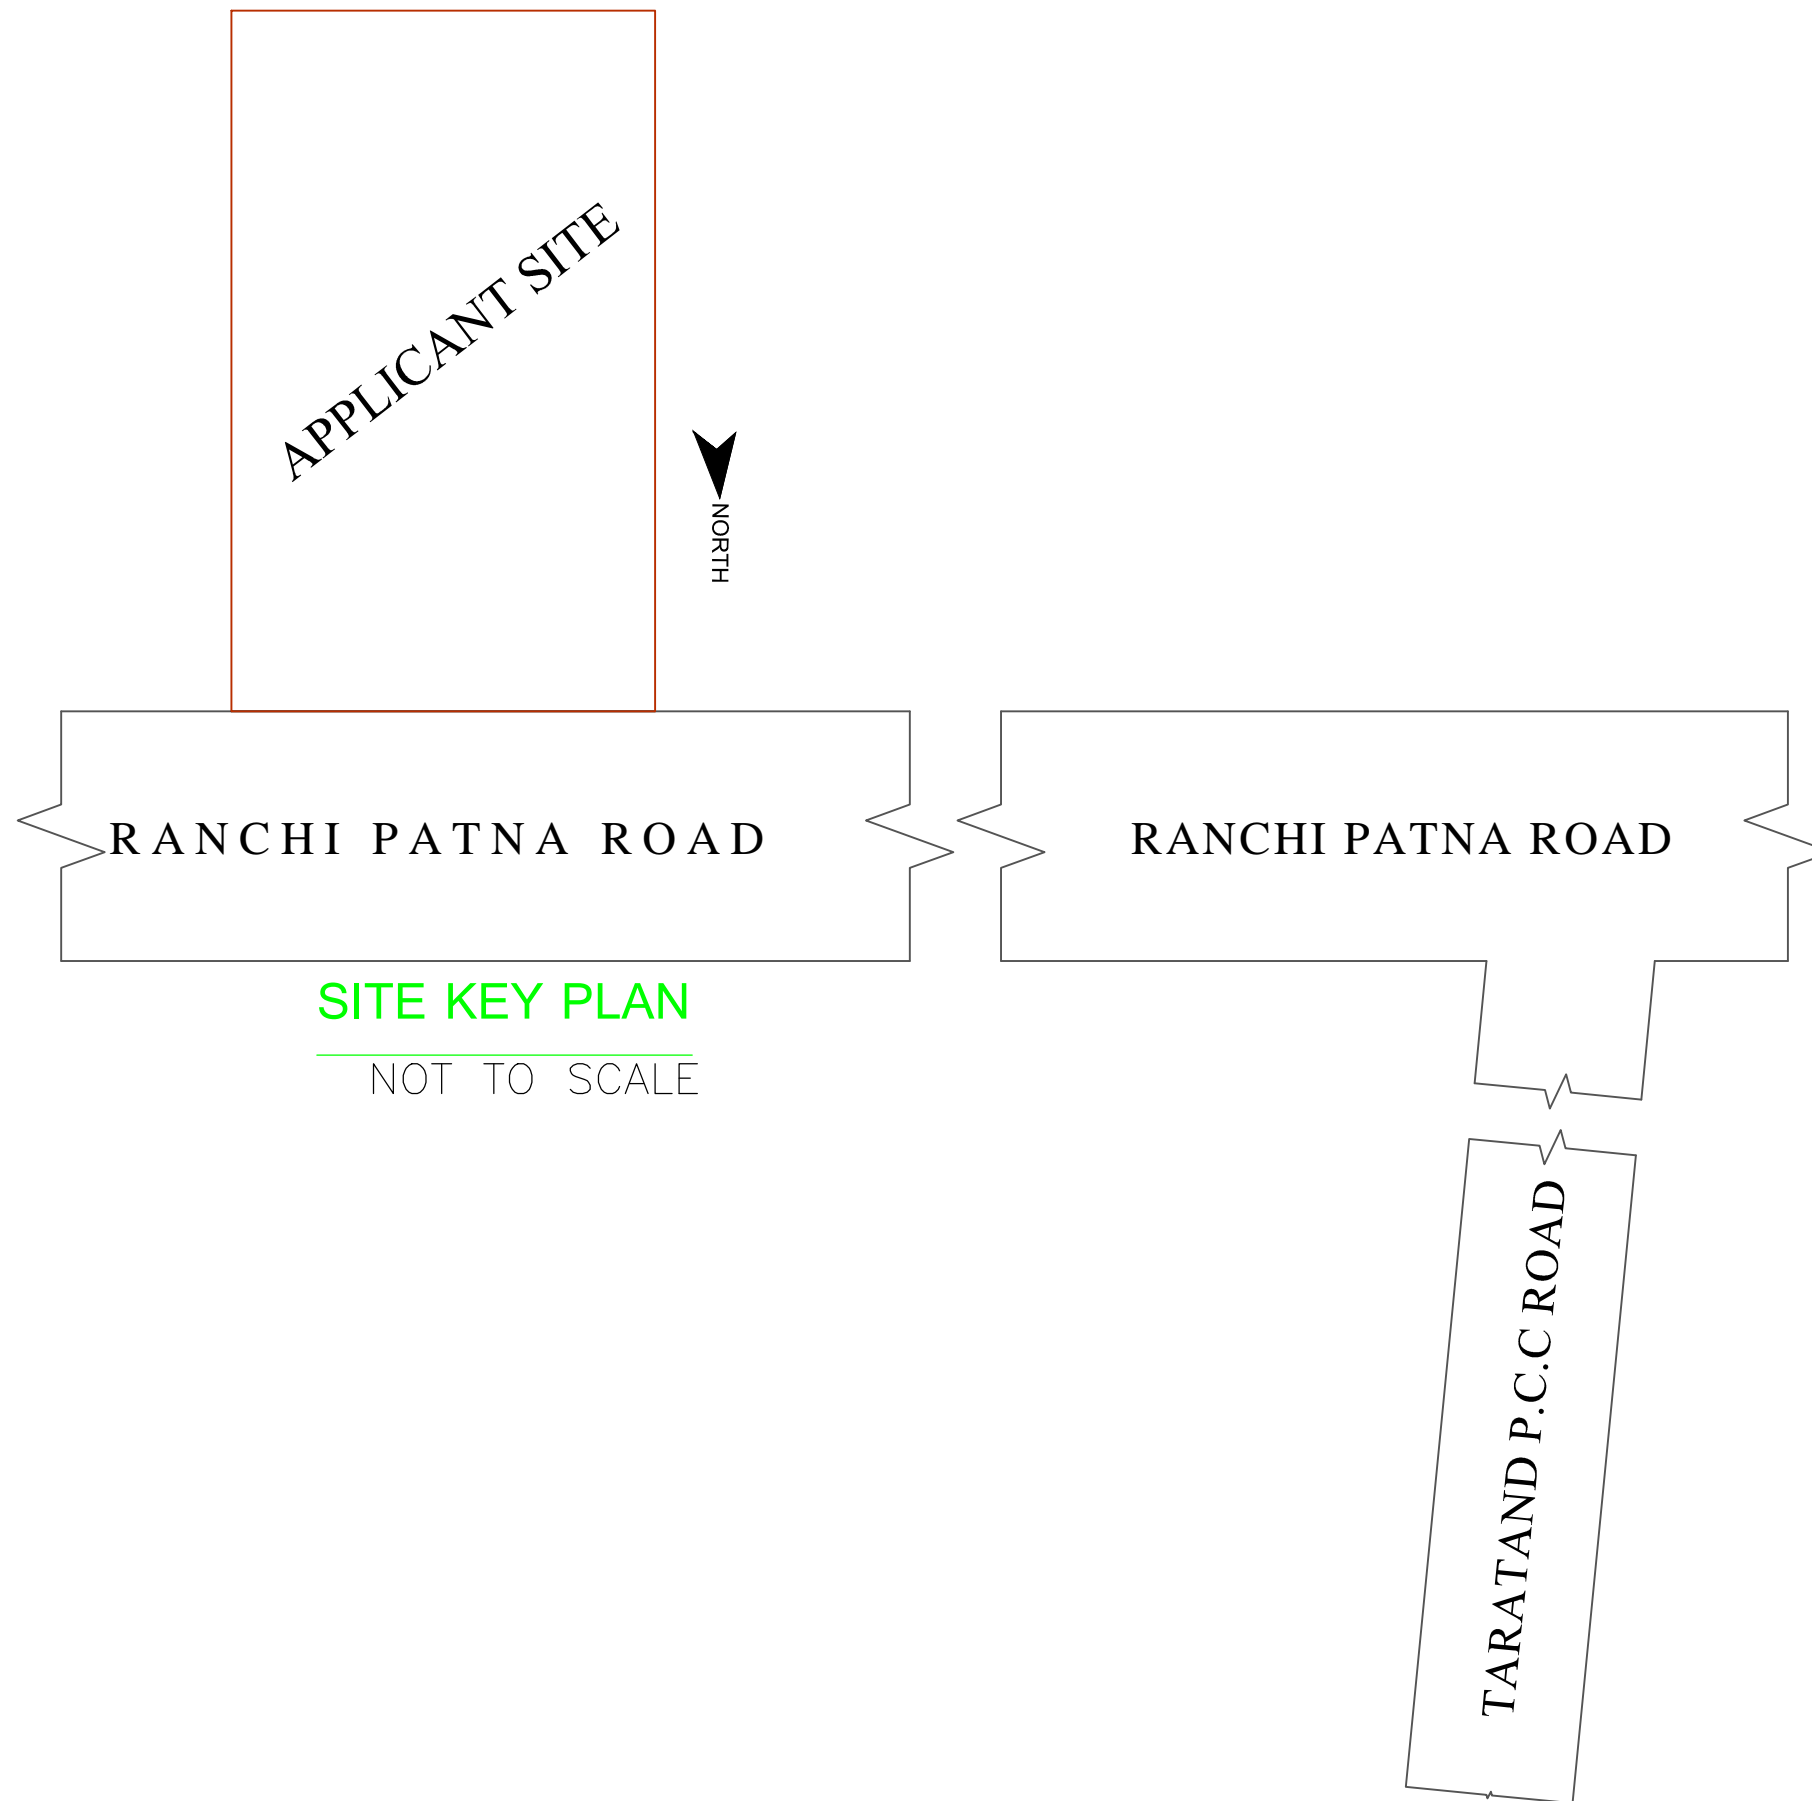 APPLICANT SITE
NORTH
RANCHI PATNA ROAD
RANCHI PATNA ROAD
SITE KEY PLAN
NOT TO SCALE
TARATAND P.C.C ROAD